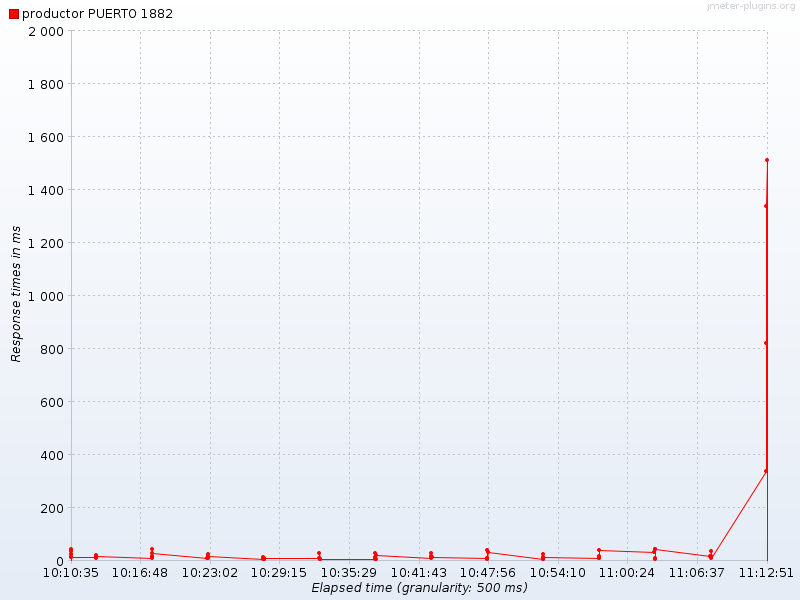 jmeter-plugins.org
productor PUERTO 1882
2 000
1 800
1 600
1 400
1 200
1 000
800
600
400
200
0
Response times in ms
10:10:35 10:16:48 10:23:02 10:29:15 10:35:29 10:41:43 10:47:56 10:54:10 11:00:24 11:06:37 11:12:51
Elapsed time (granularity: 500 ms)